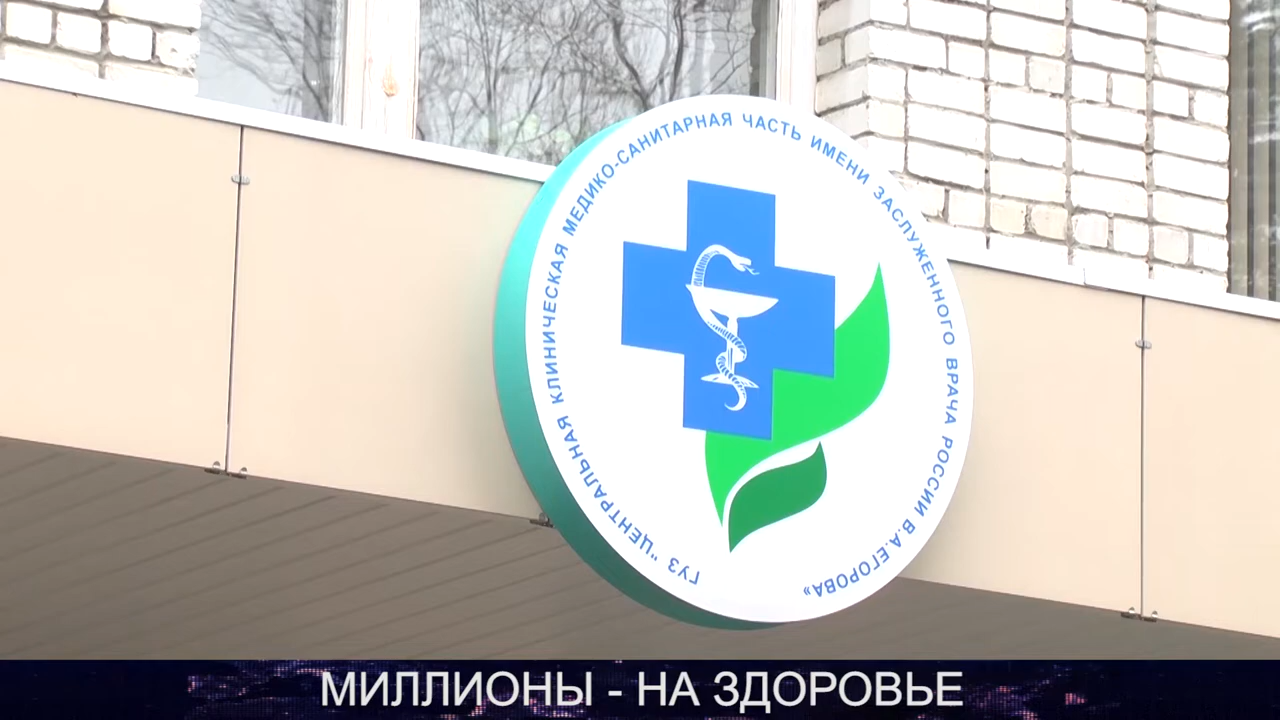 ГУЗ "ЦЕНТРАЛЬНАЯ КЛИНИЧЕСКАЯ МЕДИКО-САНИТАРНАЯ ЧАСТЬ ИМЕНИ ЗАСЛУЖЕННОГО ВРАЧА РОССИИ В.А.ЕГОРОВА»
МИЛЛИОНЫ - НА ЗДОРОВЬЕ